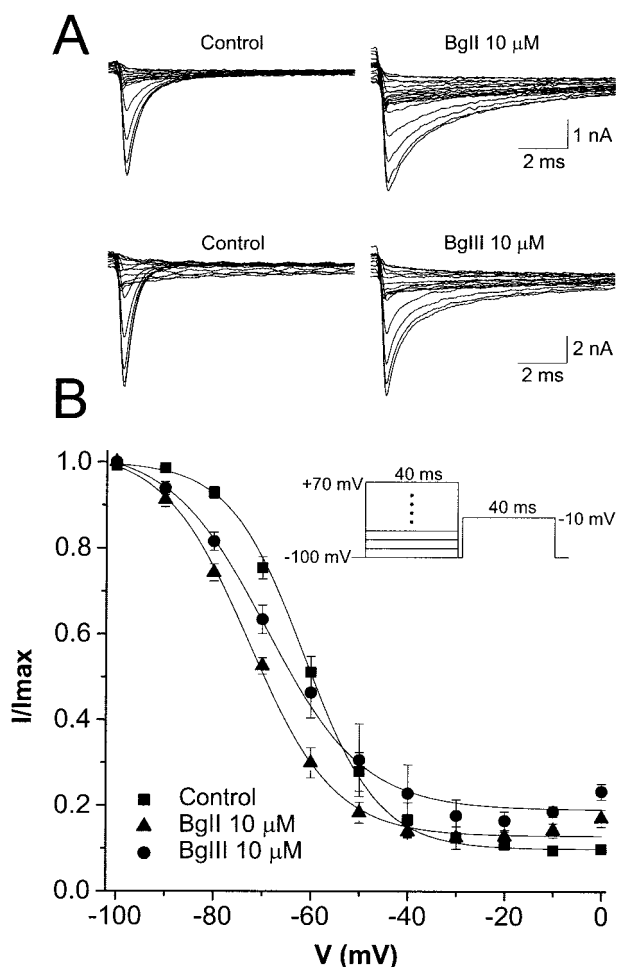 A
Control
BgII 10 μM
1 nA
2 ms
Control
BgIII 10 μM
2 nA
2 ms
B
1.0
0.8
0.6
0.4
0.2
0.0
I/Imax
+70 mV
40 ms
40 ms
-10 mV
-100 mV
Control
BgII 10 μM
BgIII 10 μM
-100
-80
-60
-40
-20
0
V (mV)